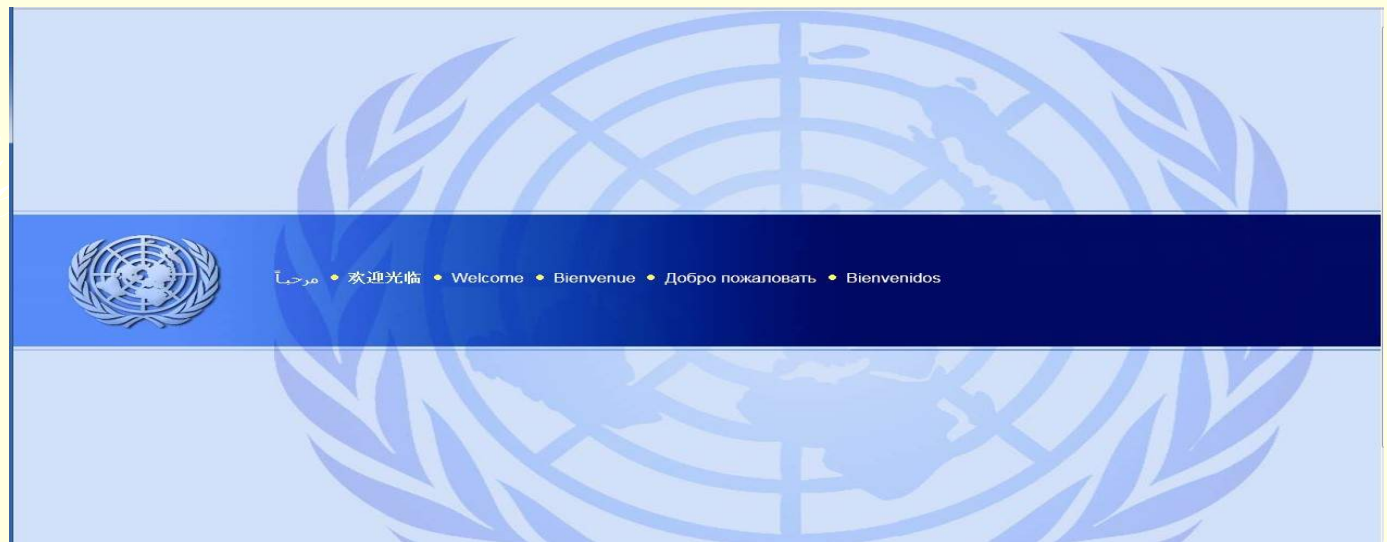 مرحباً • 欢迎光临 • Welcome • Bienvenue • Добро пожаловать • Bienvenidos